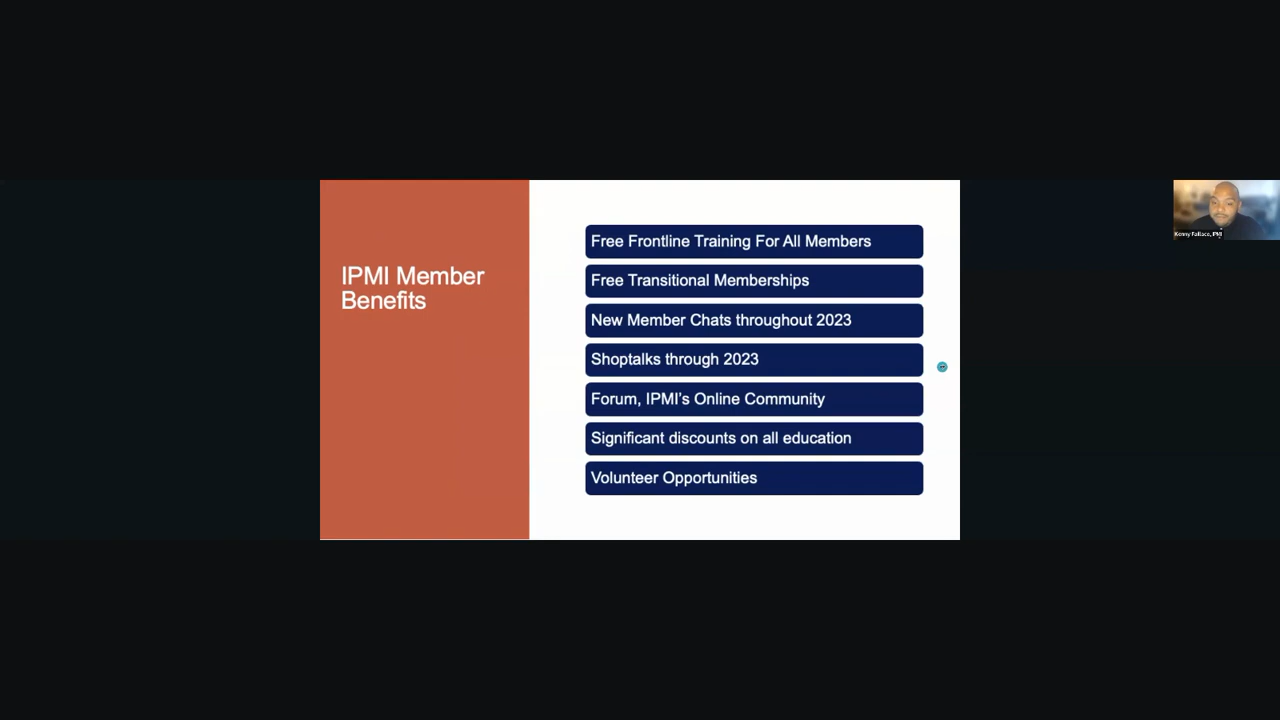 IPMI Member
Benefits
Free Frontline Training For All Members
Free Transitional Memberships
New Member Chats throughout 2023
Shoptalks through 2023
Forum, IPMI's Online Community
Significant discounts on all education
Volunteer Opportunities
Kenny